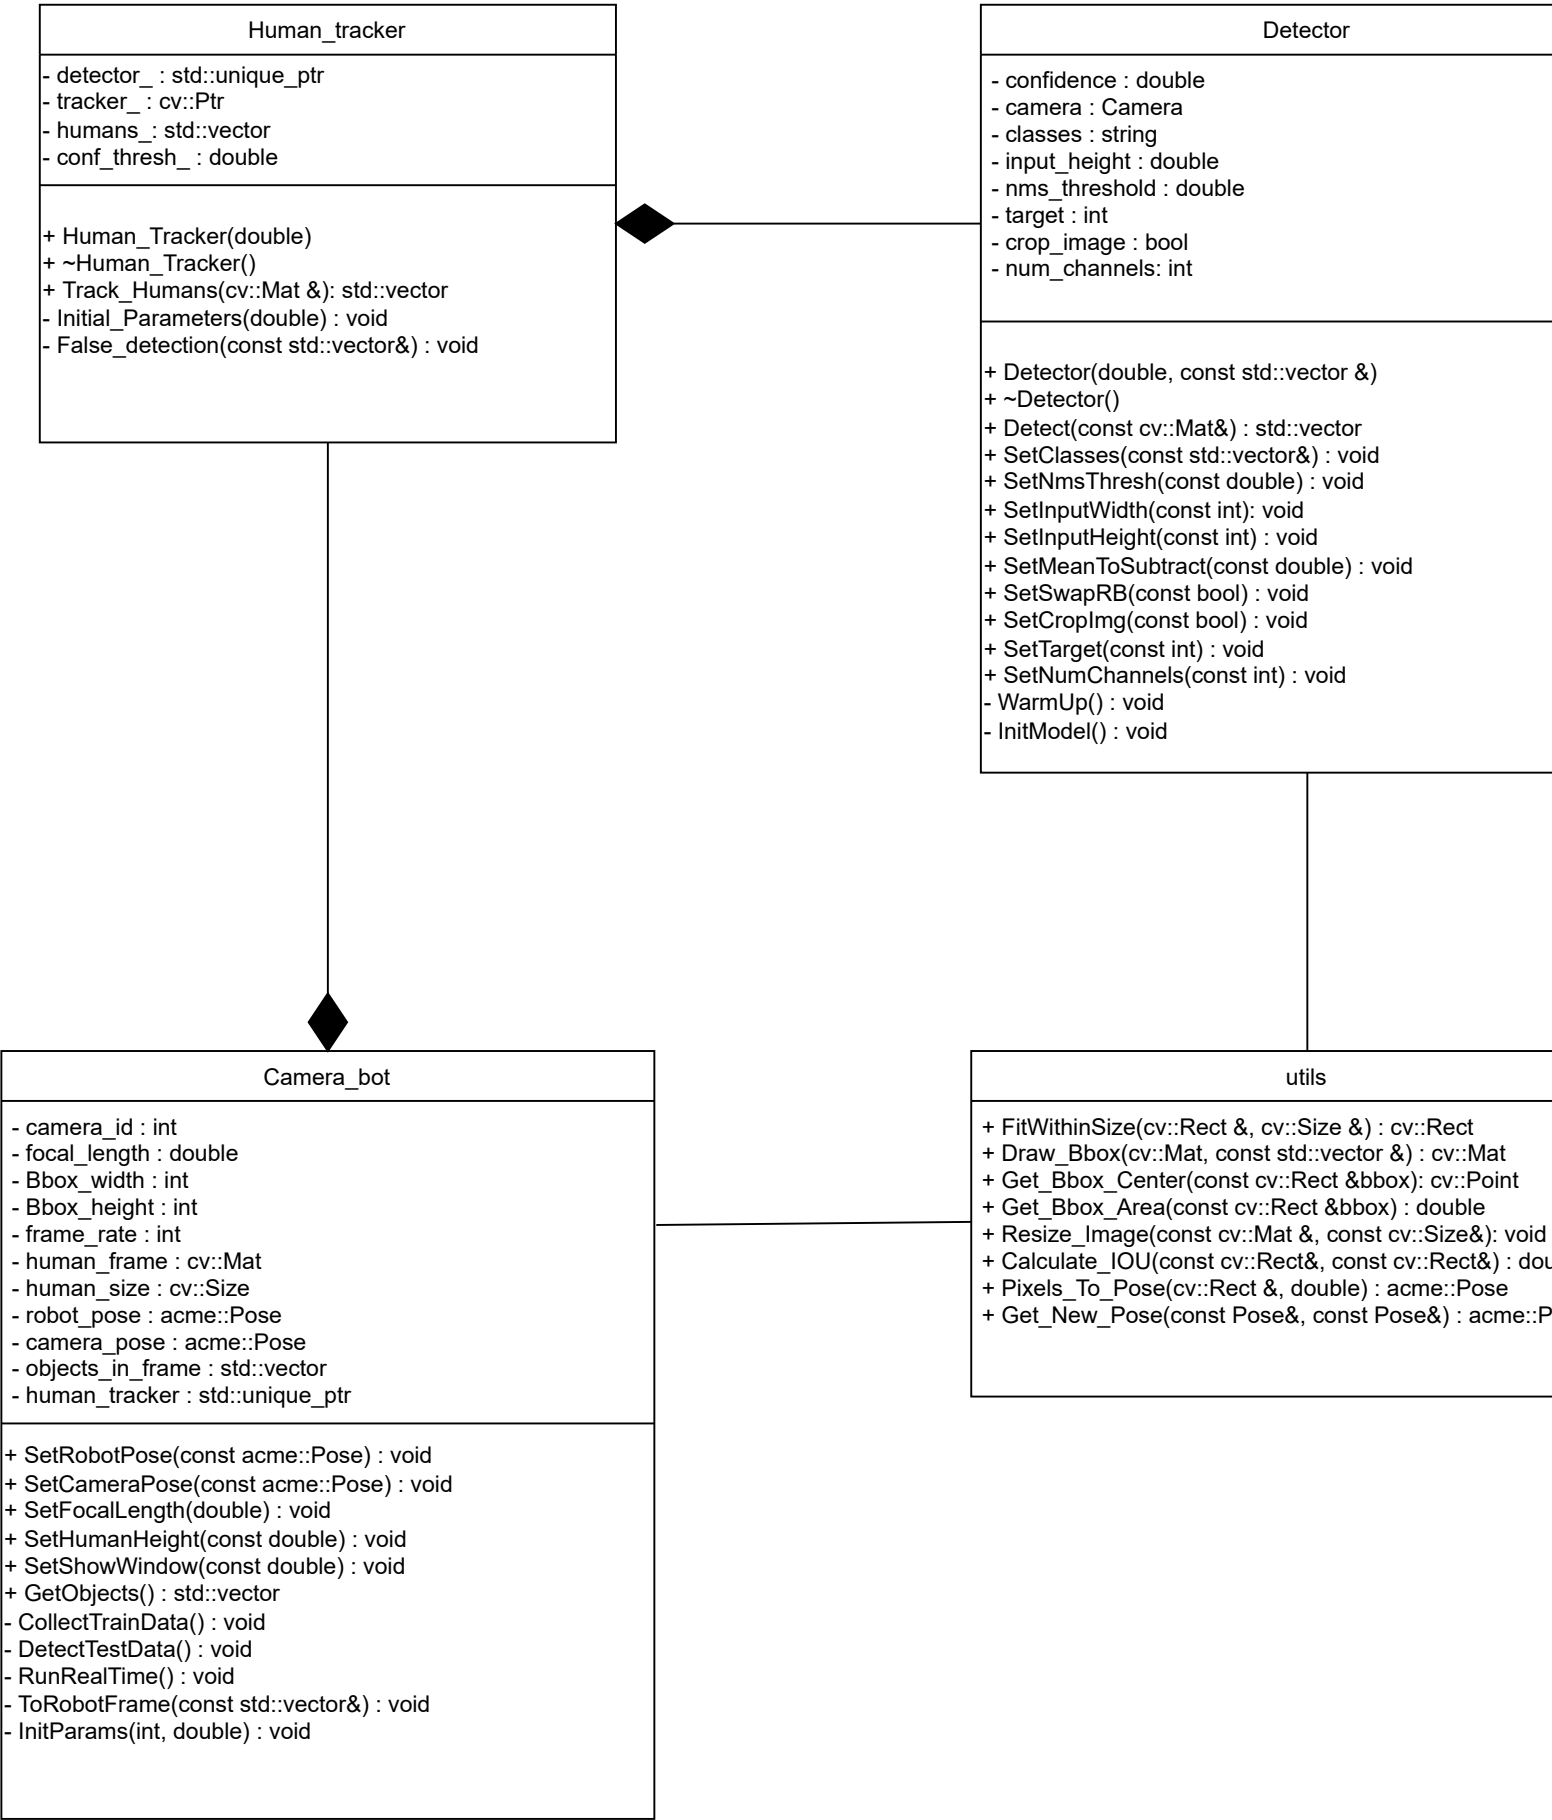 Human_tracker
- detector_ : std::unique_ptr
- tracker_ : cv::Ptr
- humans_: std::vector
- conf_thresh_ : double
+ Human_Tracker(double)
+ ~Human_Tracker()
+ Track_Humans(cv::Mat &): std::vector
- Initial_Parameters(double) : void
- False_detection(const std::vector&) : void
Detector
- confidence : double
- camera : Camera
- classes : string
- input_height : double
- nms_threshold : double
- target : int
- crop_image : bool
- num_channels: int
+ Detector(double, const std::vector &)
+ ~Detector()
+ Detect(const cv::Mat&) : std::vector
+ SetClasses(const std::vector&) : void
+ SetNmsThresh(const double) : void
+ SetInputWidth(const int): void
+ SetInputHeight(const int) : void
+ SetMeanToSubtract(const double) : void
+ SetSwapRB(const bool) : void
+ SetCropImg(const bool) : void
+ SetTarget(const int) : void
+ SetNumChannels(const int) : void
- WarmUp() : void
- InitModel() : void
Camera_bot
- camera_id : int
- focal_length : double
- Bbox_width : int
- Bbox_height : int
- frame_rate : int
- human_frame : cv::Mat
- human_size : cv::Size
- robot_pose : acme::Pose
- camera_pose : acme::Pose
- objects_in_frame : std::vector
- human_tracker : std::unique_ptr
+ SetRobotPose(const acme::Pose) : void
+ SetCameraPose(const acme::Pose) : void
+ SetFocalLength(double) : void
+ SetHumanHeight(const double) : void
+ SetShowWindow(const double) : void
+ GetObjects() : std::vector
- CollectTrainData() : void
- DetectTestData() : void
- RunRealTime() : void
- ToRobotFrame(const std::vector&) : void
- InitParams(int, double) : void
utils
+ FitWithinSize(cv::Rect &, cv::Size &) : cv::Rect
+ Draw_Bbox(cv::Mat, const std::vector &) : cv::Mat
+ Get_Bbox_Center(const cv::Rect &bbox): cv::Point
+ Get_Bbox_Area(const cv::Rect &bbox) : double
+ Resize_Image(const cv::Mat &, const cv::Size&): void
+ Calculate_IOU(const cv::Rect&, const cv::Rect&) :
+ Pixels_To_Pose(cv::Rect &, double) : acme::Pose
+ Get_New_Pose(const Pose&, const Pose&) :